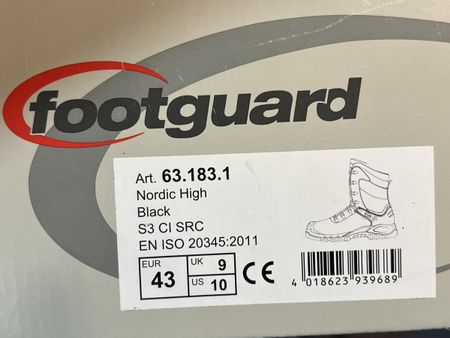 footguard
Art. 63.183.1
Nordic High
Black
S3 CI SRC
EN ISO 20345:2011
EUR 43 UK 9 US 10 CE
4 018623 939689